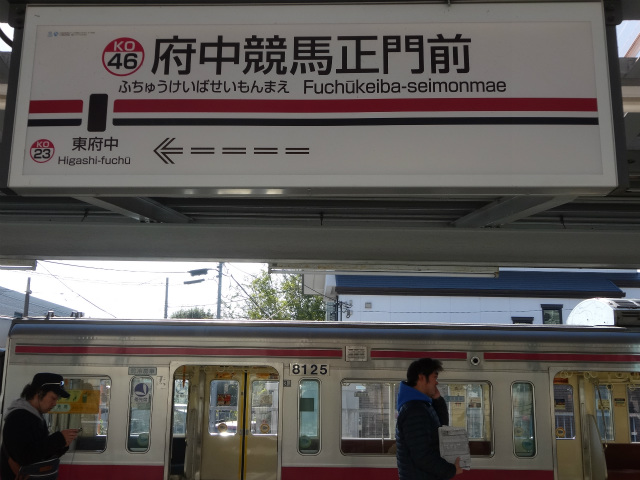 KO
46
府中競馬正門前
ふちゅうけいばせいもんまえ Fuchūkeiba-seimonmae
KO
23
東府中
Higashi-fuchū
8125